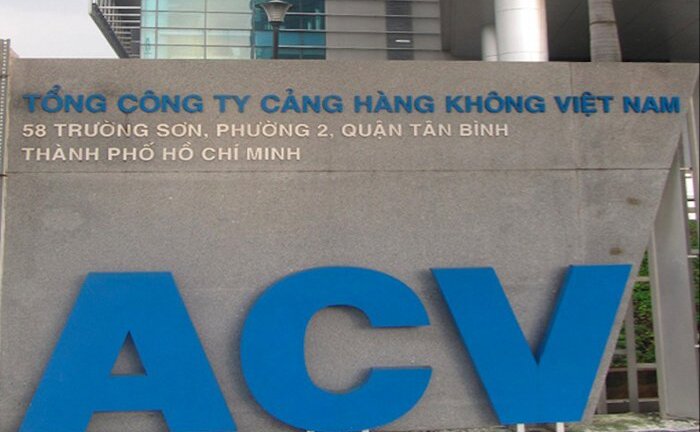 TỔNG CÔNG TY CẢNG HÀNG KHÔNG VIỆT NAM
58 TRƯỜNG SƠN, PHƯỜNG 2, QUẬN TÂN BÌNH
THÀNH PHỐ HỒ CHÍ MINH
ACV